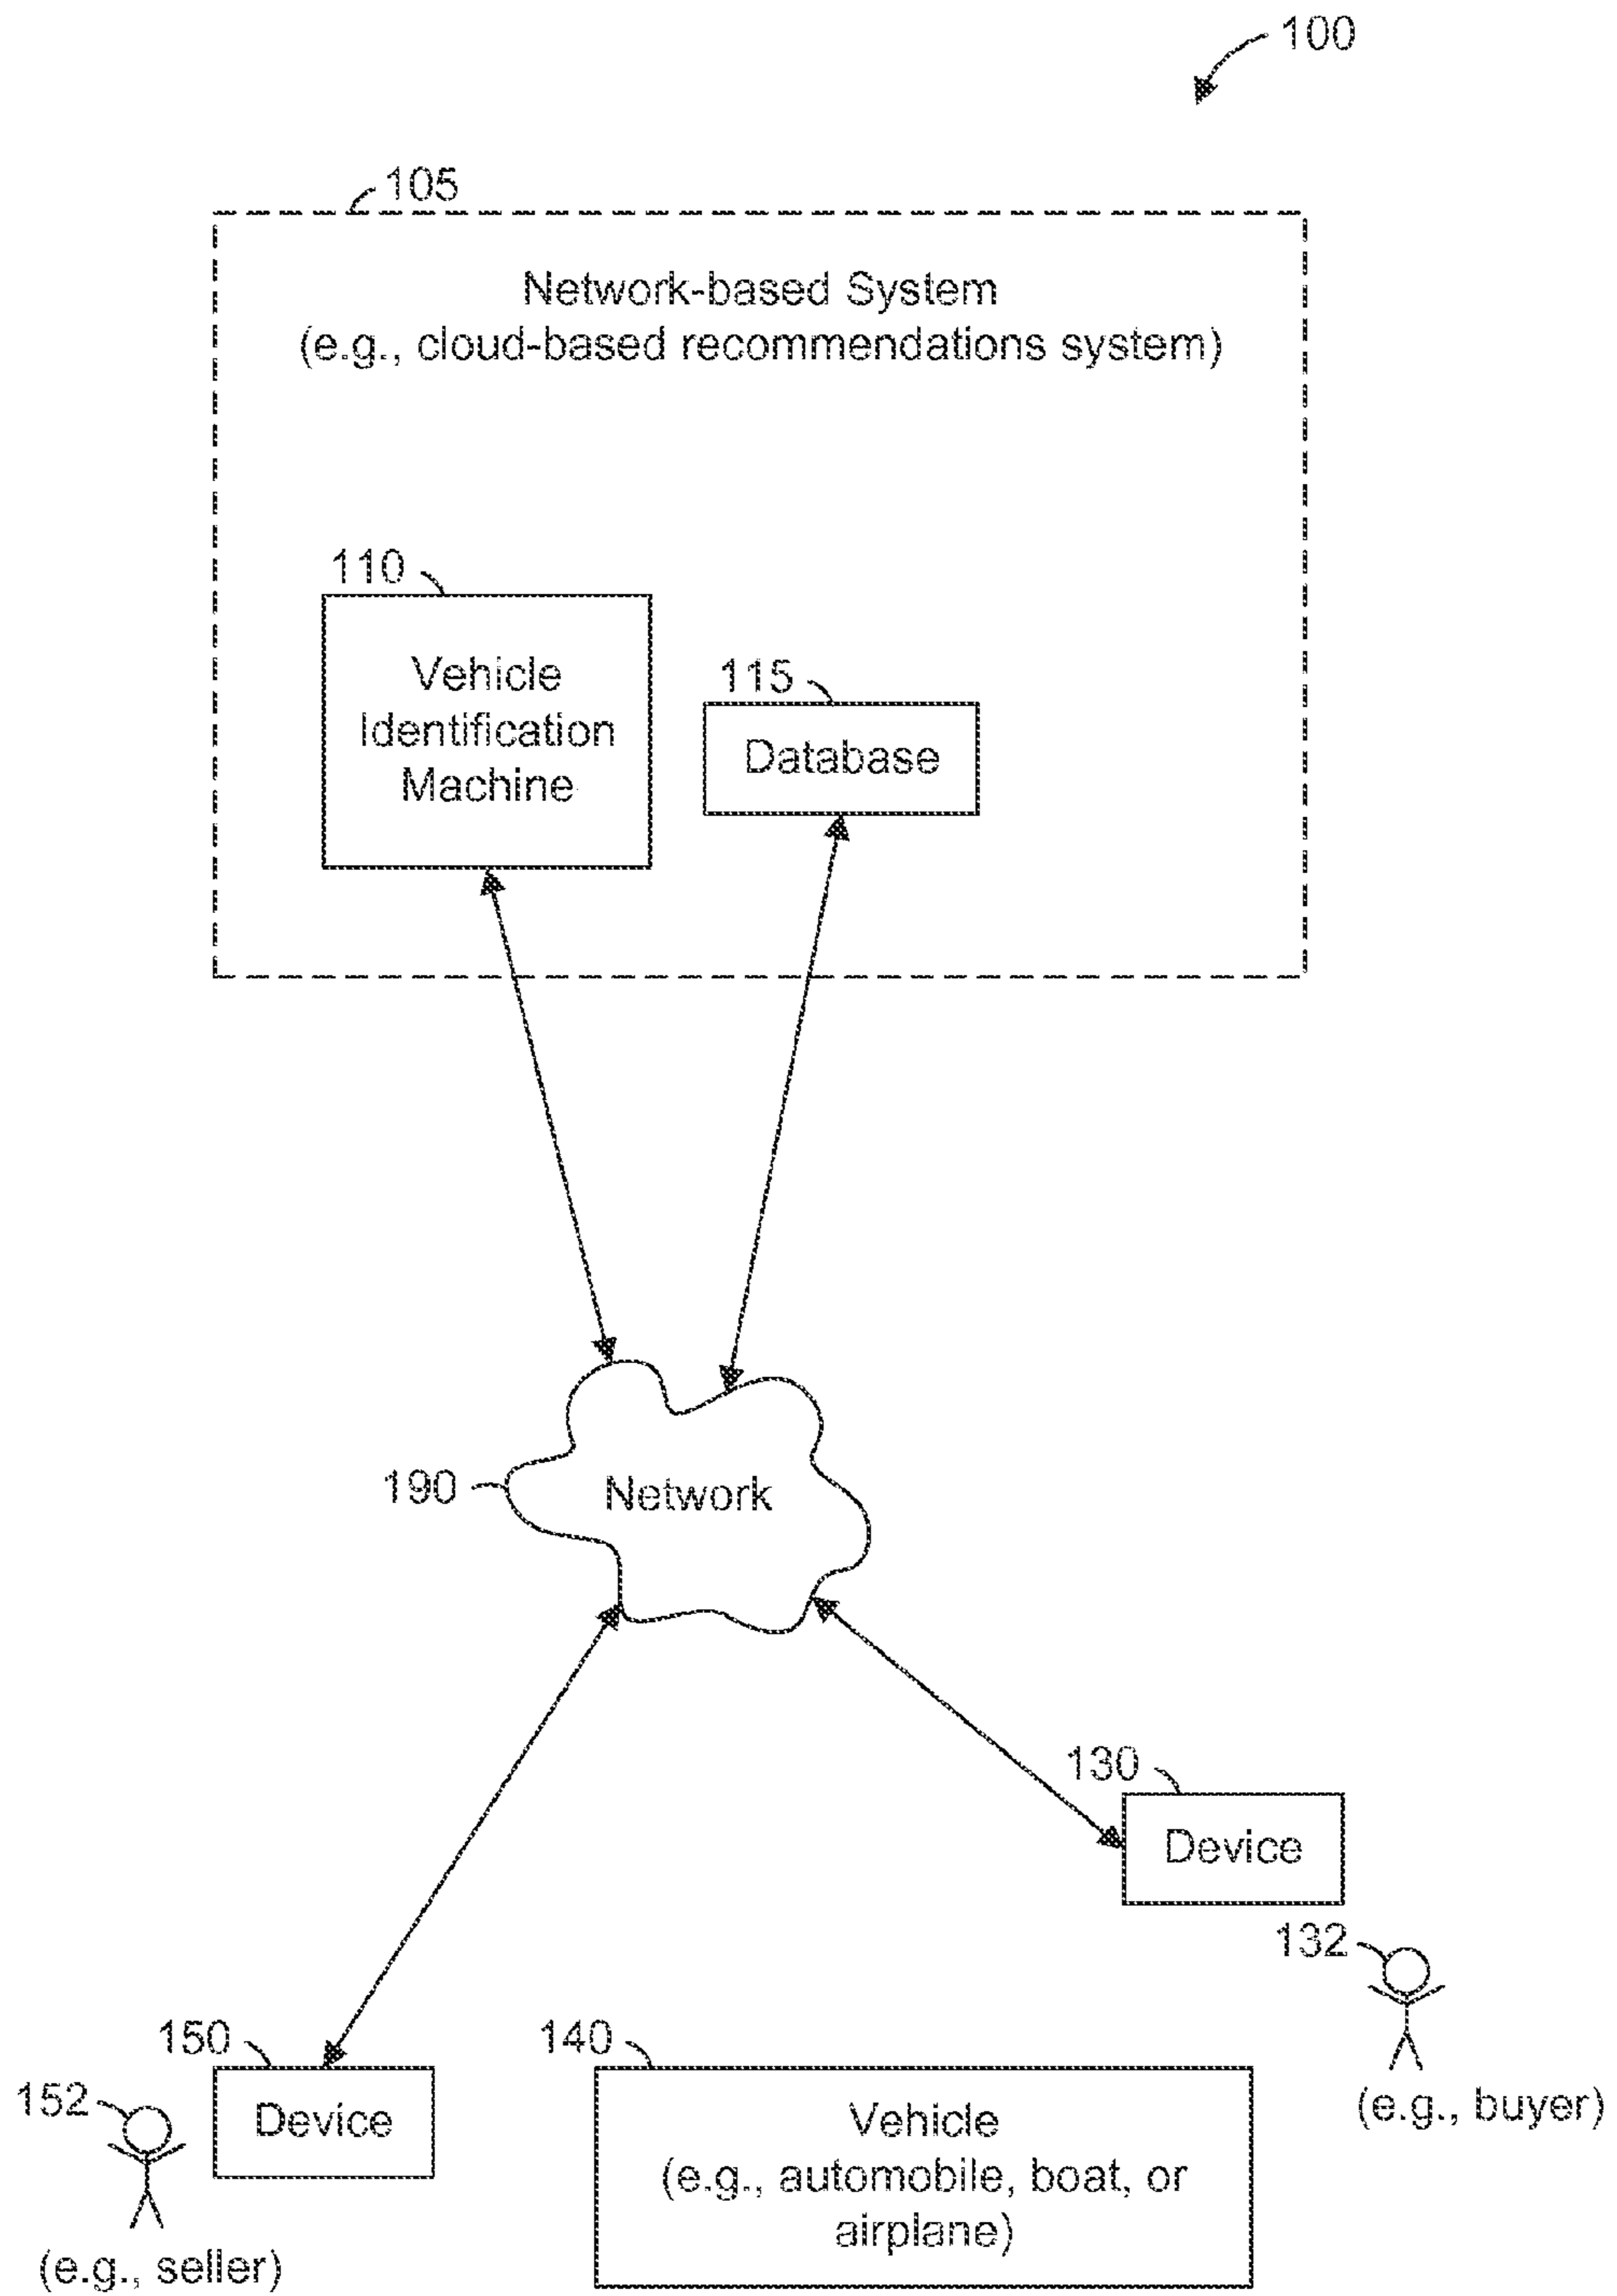 100
105
Network-based System
(e.g., cloud-based recommendations system)
110
Vehicle
Identification
Machine
115
Database
190
Network
130
Device
132
(e.g., buyer)
150
Device
152
(e.g., seller)
140
Vehicle
(e.g., automobile, boat, or
airplane)